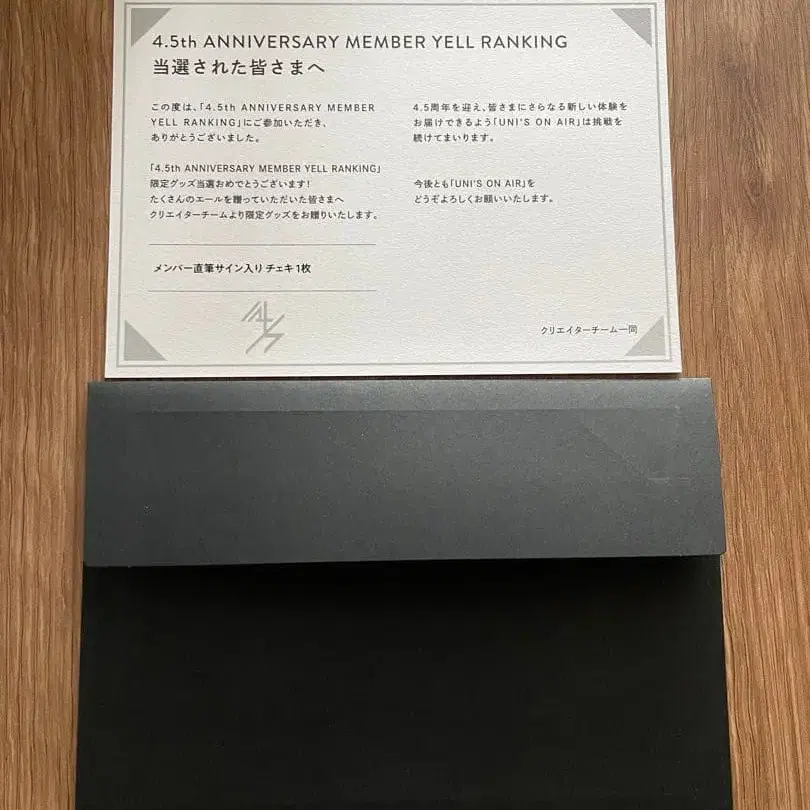 4.5th ANNIVERSARY MEMBER YELL RANKING
当選された皆さまへ
この度は、「4.5th ANNIVERSARY MEMBER
YELL RANKING」にご参加いただき、
ありがとうございました。
「4.5th ANNIVERSARY MEMBER YELL RANKING」
限定グッズ当選おめでとうございます!
たくさんのエールを贈っていただいた皆さまへ
クリエイターチームより限定グッズをお贈りいたします。
メンバー直筆サイン入り チェキ1枚
4.5周年を迎え、皆さまにさらなる新しい体験を
お届けできるよう「UNI'S ON AIR」は挑戦を
続けてまいります。
今後とも「UNI'S ON AIR」を
どうぞよろしくお願いいたします。
クリエイターチーム一同